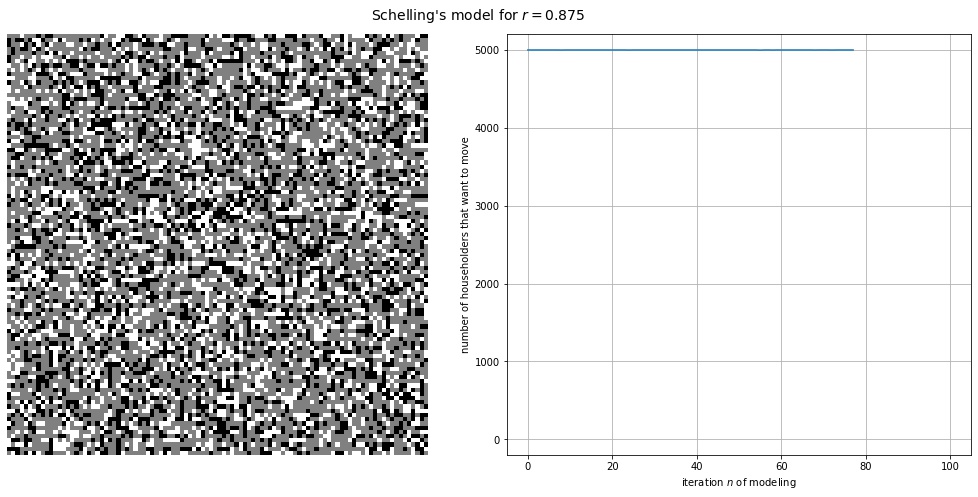 Schelling's model for r = 0.875
5000
4000
3000
2000
1000
0
number of householders that want to move
0 20 40 60 80 100
iteration n of modeling